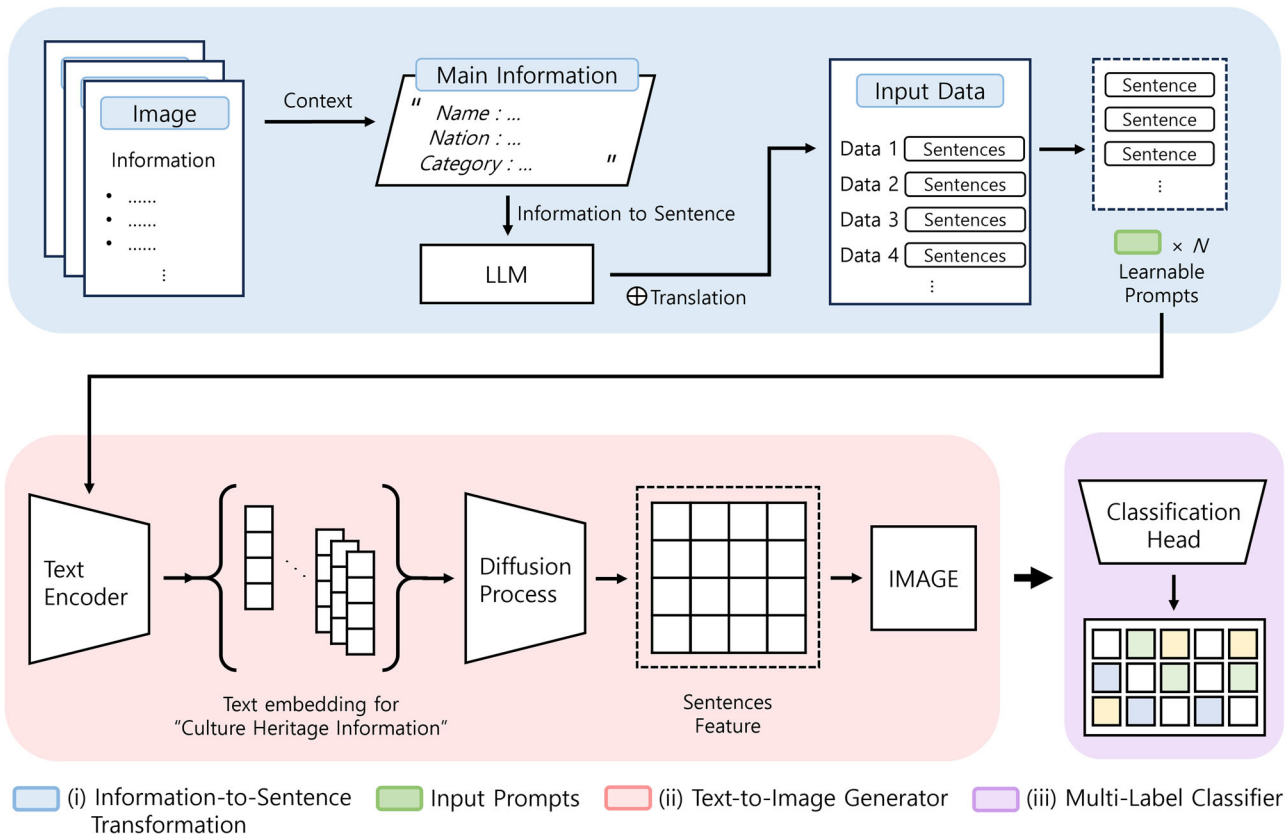 Image
Information
• ......
• ......
• ......
⋮
Context
Main Information
"
Name : ...
Nation : ...
Category : ...
"
Information to Sentence
LLM
⊕Translation
Input Data
Data 1 Sentences
Data 2 Sentences
Data 3 Sentences
Data 4 Sentences
⋮
Sentence
Sentence
Sentence
⋮
× N
Learnable
Prompts
Text
Encoder
Text embedding for
“Culture Heritage Information”
Diffusion
Process
Sentences
Feature
IMAGE
Classification
Head
(i) Information-to-Sentence
Transformation
Input Prompts
(ii) Text-to-Image Generator
(iii) Multi-Label Classifier